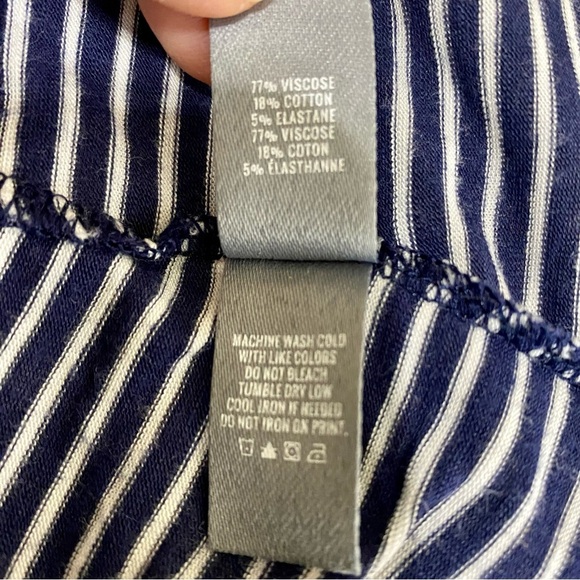 77% VISCOSE
18% COTTON
5% ELASTANE
77% VISCOSE
18% COTON
5% ÉLASTHANNE
MACHINE WASH COLD
WITH LIKE COLORS
DO NOT BLEACH
TUMBLE DRY LOW
COOL IRON IF NEEDED
DO NOT IRON ON PRINT.